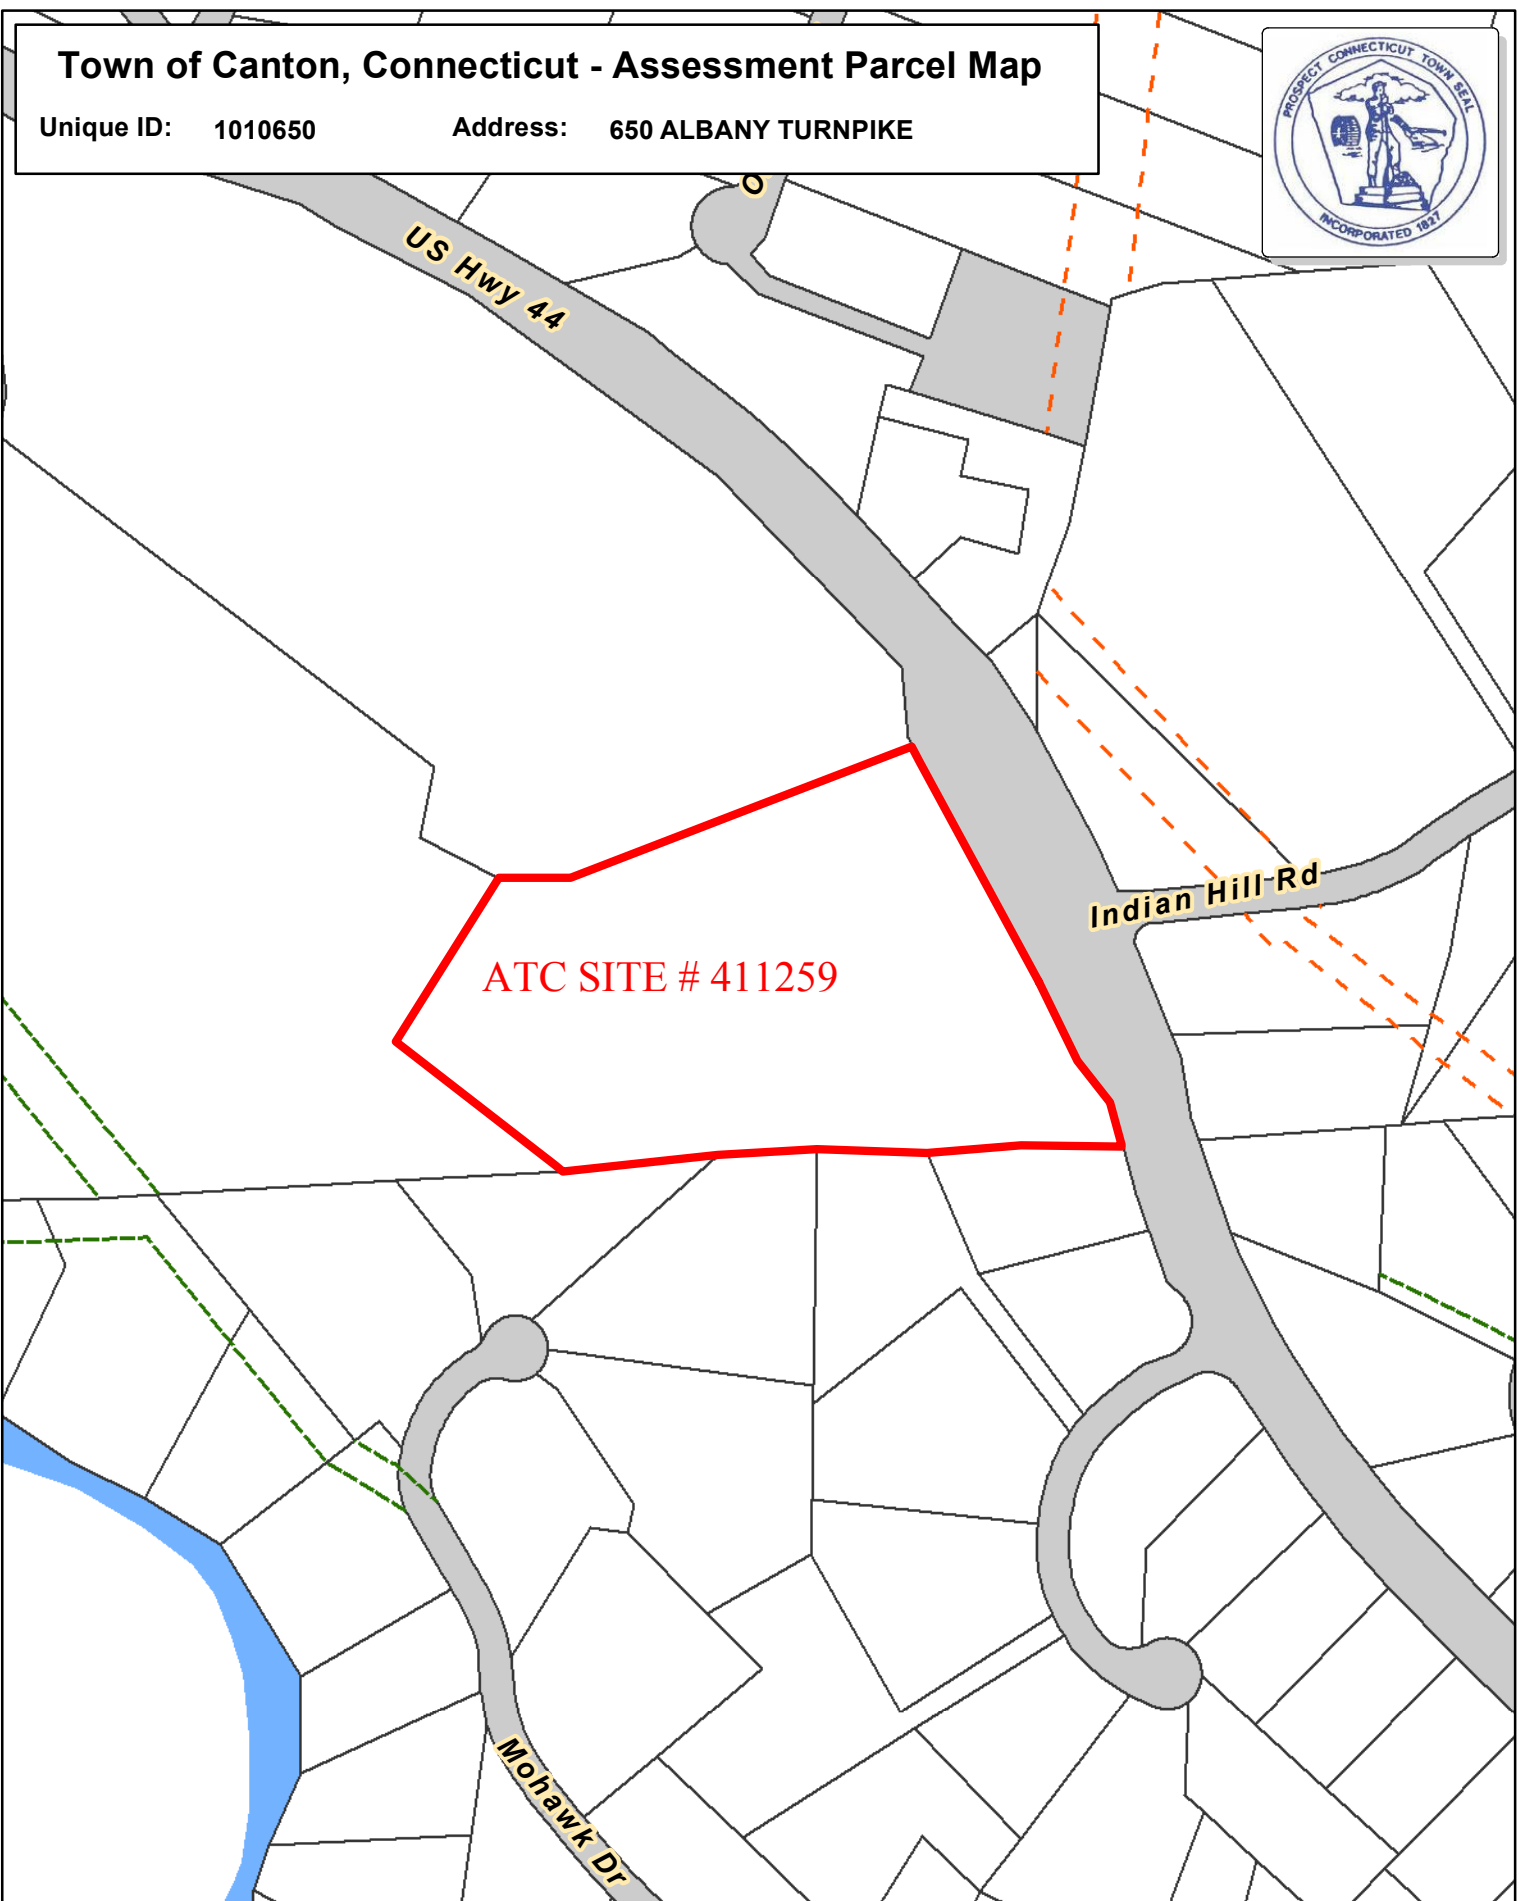 Town of Canton, Connecticut - Assessment Parcel Map
Unique ID: 1010650 Address: 650 ALBANY TURNPIKE
PROSPECT CONNECTICUT TOWN SEAL
INCORPORATED 1827
O
US Hwy 44
Indian Hill Rd
ATC SITE # 411259
Mohawk Dr